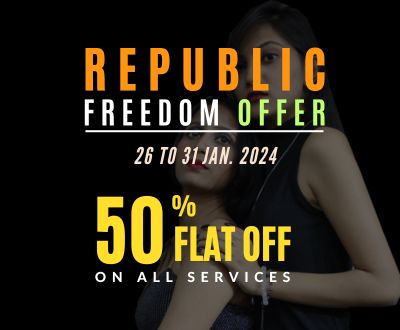 REPUBLIC
FREEDOM OFFER
26 TO 31 JAN. 2024
50% FLAT OFF
ON ALL SERVICES